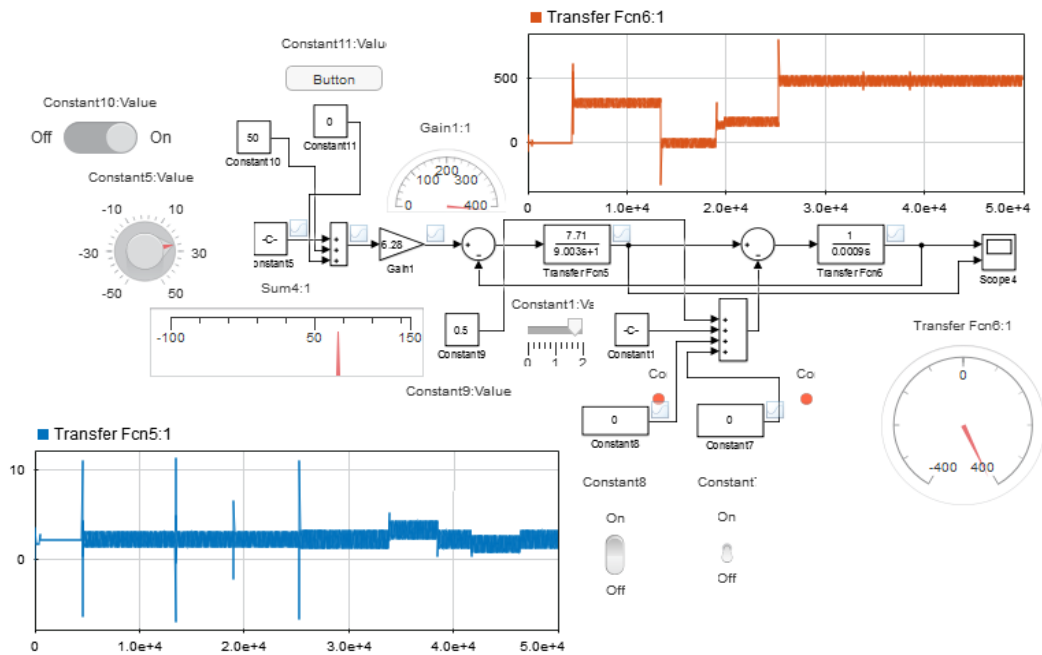 Transfer Fcn6:1
500
0
0
1.0e+4
2.0e+4
3.0e+4
4.0e+4
5.0e+4
Constant11:Valu
Button
Constant10:Value
Off
On
Constant5:Value
-10
10
-30
30
-50
50
50
Constant10
0
Constant11
Gain1:1
0
100
200
300
400
-C-
onstant5
+
+
+
6.28
Gain1
+
−
7.71
9.003s+1
Transfer Fcn5
+
−
1
0.0009s
Transfer Fcn6
Scope4
Sum4:1
-100
50
150
0.5
Constant9
Constant9:Value
Constant1:Va
0
1
2
-C-
Constant1
+
+
+
+
Co
Co
0
Constant8
0
Constant7
Transfer Fcn6:1
0
-400
400
Constant8
On
Off
Constant
On
Off
Transfer Fcn5:1
10
0
0
1.0e+4
2.0e+4
3.0e+4
4.0e+4
5.0e+4